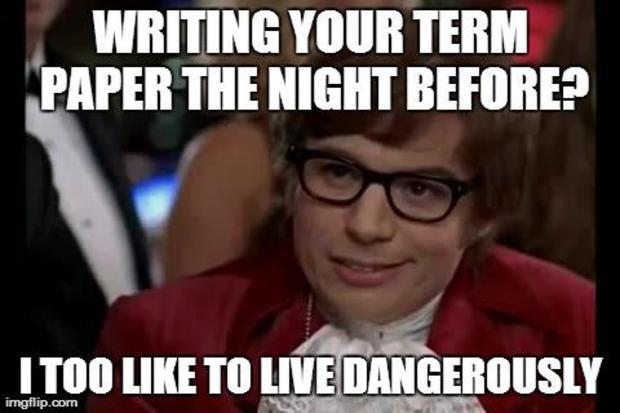 WRITING YOUR TERM
PAPER THE NIGHT BEFORE?
I TOO LIKE TO LIVE DANGEROUSLY
imgflip.com